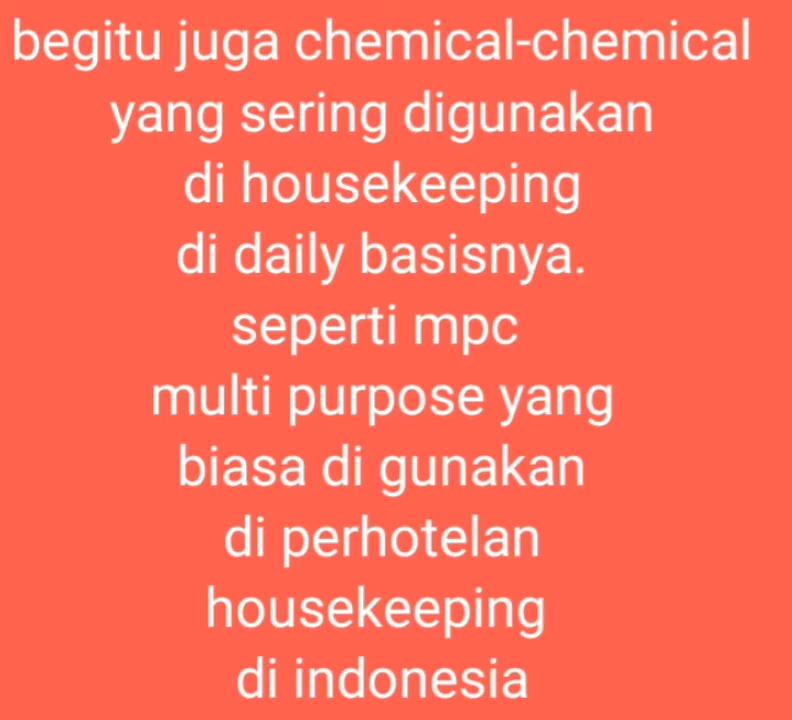 begitu juga chemical-chemical
yang sering digunakan
di housekeeping
di daily basisnya.
seperti mpc
multi purpose yang
biasa di gunakan
di perhotelan
housekeeping
di indonesia